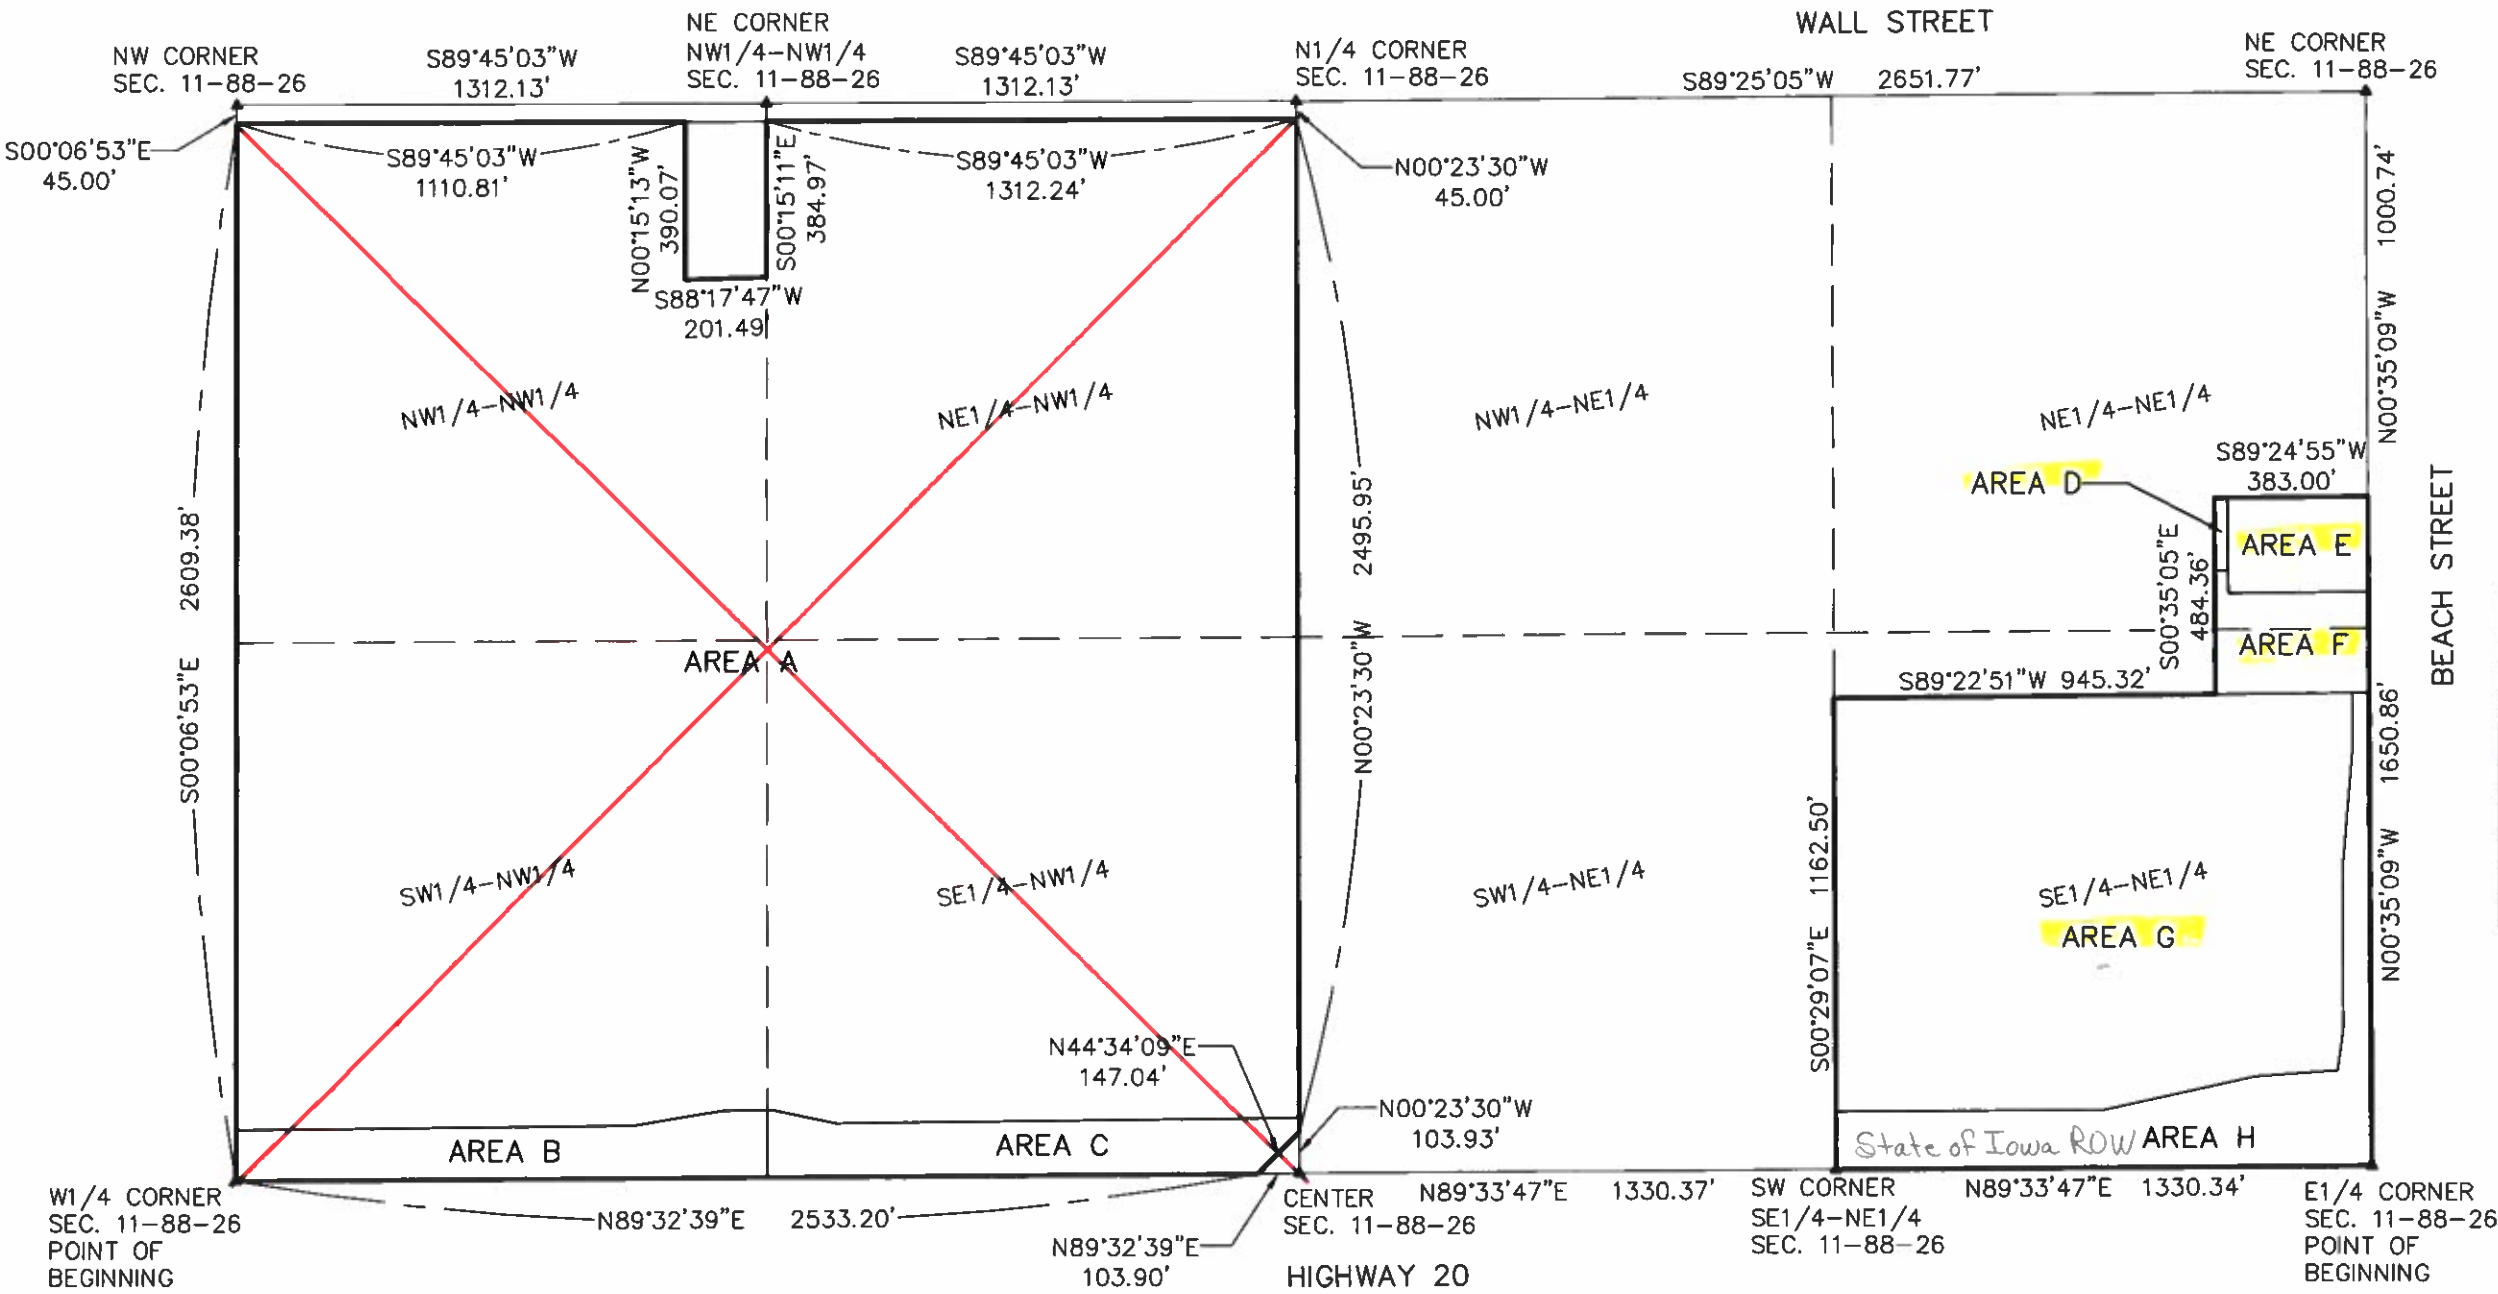 WALL STREET
NW CORNER
SEC. 11-88-26
S89°45'03"W
1312.13'
NE CORNER
NW1/4-NW1/4
SEC. 11-88-26
S89°45'03"W
1312.13'
N1/4 CORNER
SEC. 11-88-26
S89°25'05"W 2651.77'
NE CORNER
SEC. 11-88-26
S00°06'53"E
45.00'
S89°45'03"W
1110.81'
N00°15'13"W
390.07'
S00°15'11"E
384.97'
S88°17'47"W
201.49
S89°45'03"W
1312.24'
N00°23'30"W
45.00'
N00°35'09"W 1000.74'
NW1/4-NW1/4
NE1/4-NW1/4
NW1/4-NE1/4
NE1/4-NE1/4
S89°24'55"W
383.00'
AREA D
AREA E
AREA F
S00°35'05"E
484.36'
BEACH STREET
S00°06'53"E 2609.38'
N00°23'30"W 2495.95'
AREA A
S89°22'51"W 945.32'
N00°35'09"W 1650.86'
SW1/4-NW1/4
SE1/4-NW1/4
SW1/4-NE1/4
S00°29'07"E 1162.50'
SE1/4-NE1/4
AREA G
N44°34'09"E
147.04'
N00°23'30"W
103.93'
AREA B
AREA C
State of Iowa ROW AREA H
W1/4 CORNER
SEC. 11-88-26
POINT OF
BEGINNING
N89°32'39"E 2533.20'
N89°32'39"E
103.90'
CENTER
SEC. 11-88-26
HIGHWAY 20
N89°33'47"E 1330.37'
SW CORNER
SE1/4-NE1/4
SEC. 11-88-26
N89°33'47"E 1330.34'
E1/4 CORNER
SEC. 11-88-26
POINT OF
BEGINNING